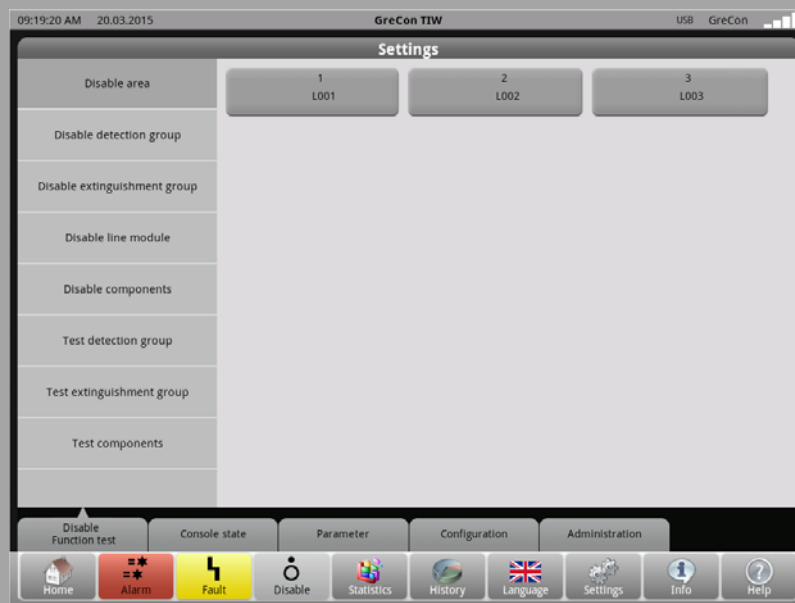 09:19:20 AM 20.03.2015 GreCon TIW USB GreCon
Settings
Disable area
Disable detection group
Disable extinguishment group
Disable line module
Disable components
Test detection group
Test extinguishment group
Test components
1
L001
2
L002
3
L003
Disable
Function test
Console state
Parameter
Configuration
Administration
Home
Alarm
Fault
Disable
Statistics
History
Language
Settings
Info
Help